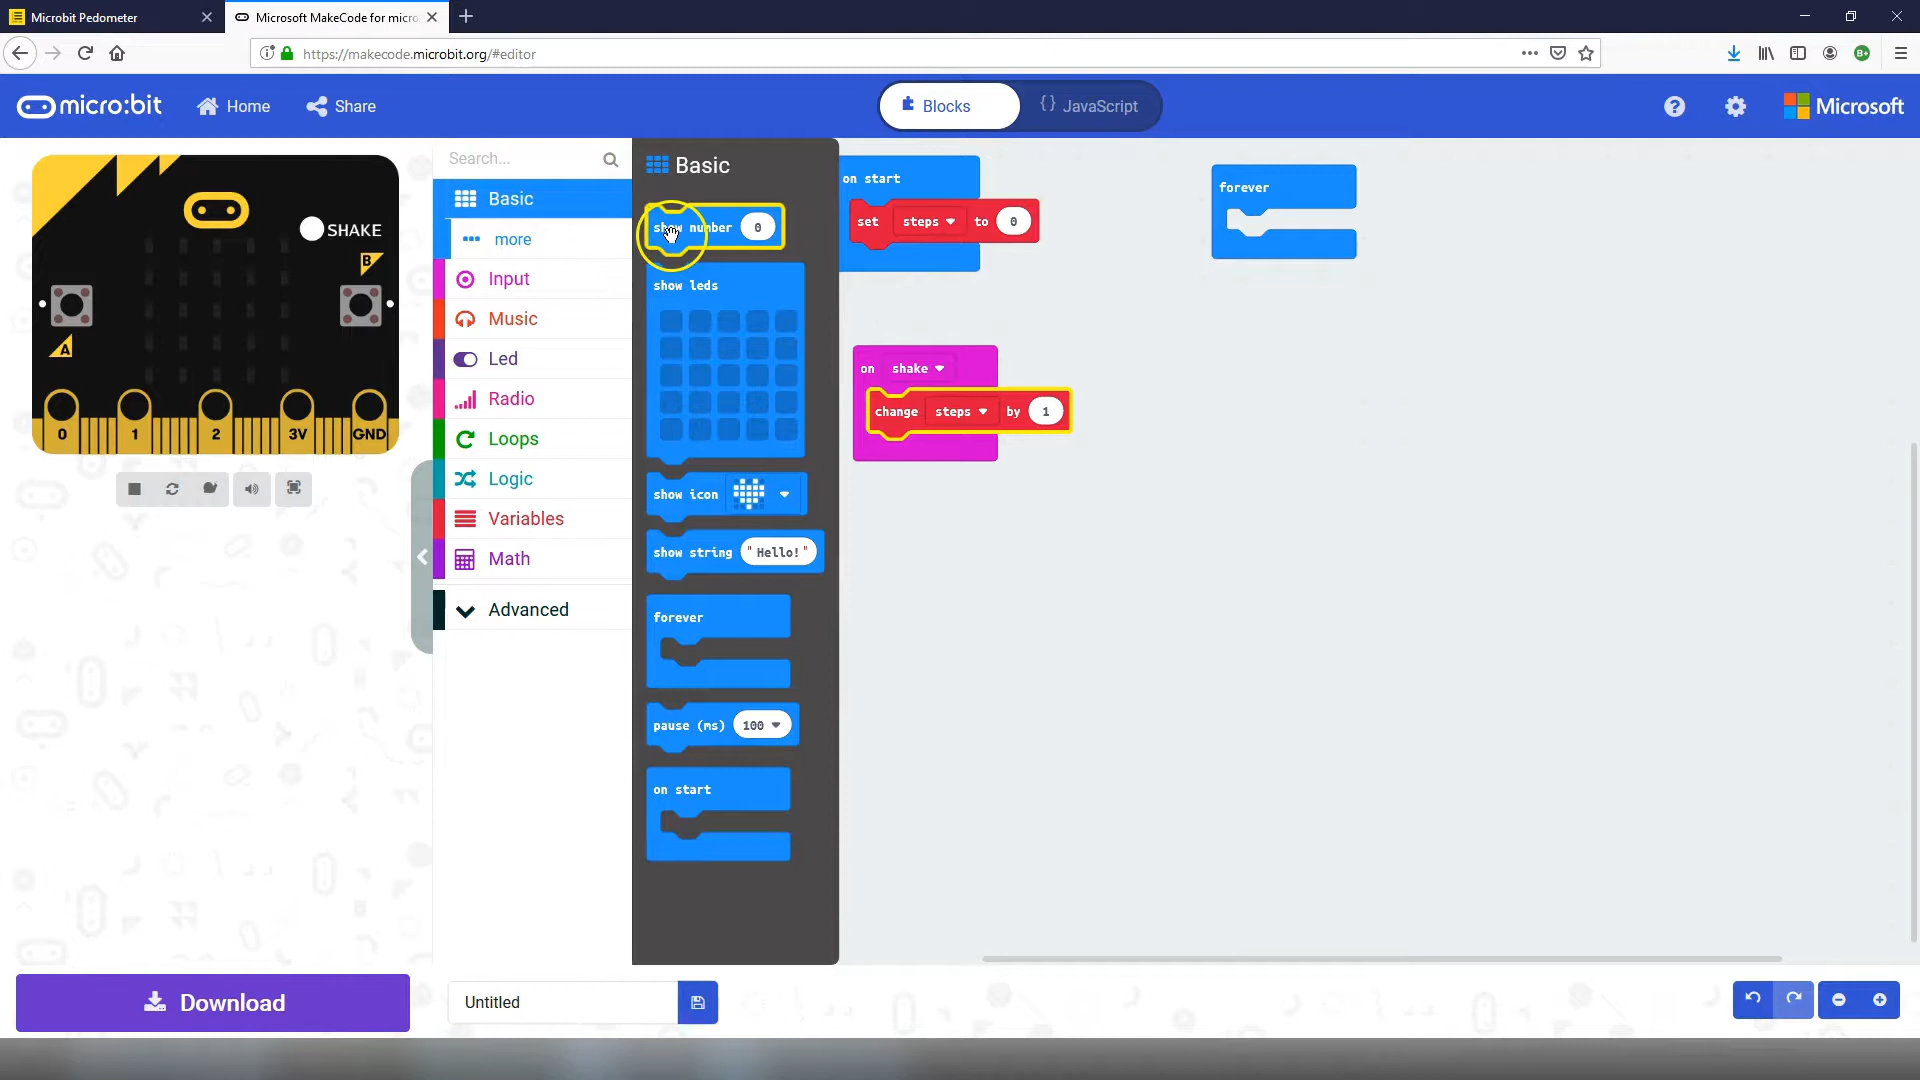 Microbit Pedometer
Microsoft MakeCode for micro
https://makecode.microbit.org/#editor
micro:bit
Home
Share
Blocks
{} JavaScript
?
Microsoft
SHAKE
B
A
0
1
2
3V
GND
Search...
Basic
more
Input
Music
Led
Radio
Loops
Logic
Variables
Math
Advanced
Basic
show number 0
show leds
show icon
show string "Hello!"
forever
pause (ms) 100
on start
on start
set steps to 0
forever
on shake
change steps by 1
Download
Untitled